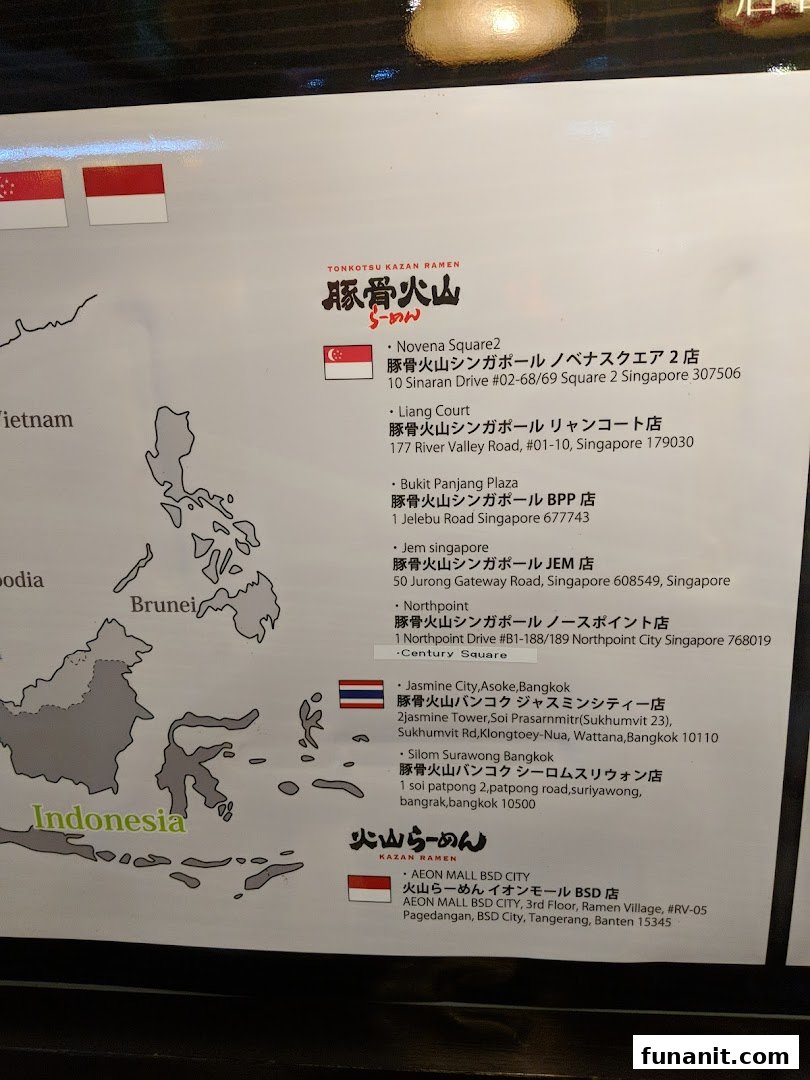 TONKOTSU KAZAN RAMEN
豚骨火山
らーめん
・Novena Square2
豚骨火山シンガポール ノベナスクエア 2 店
10 Sinaran Drive #02-68/69 Square 2 Singapore 307506
・Liang Court
豚骨火山シンガポール リャンコート店
177 River Valley Road, #01-10, Singapore 179030
・Bukit Panjang Plaza
豚骨火山シンガポール BPP 店
1 Jelebu Road Singapore 677743
・Jem singapore
豚骨火山シンガポール JEM 店
50 Jurong Gateway Road, Singapore 608549, Singapore
・Northpoint
豚骨火山シンガポール ノースポイント店
1 Northpoint Drive #B1-188/189 Northpoint City Singapore 768019
・Century Square
・Jasmine City,Asoke,Bangkok
豚骨火山バンコク ジャスミンシティー店
2jasmine Tower,Soi Prasarnmitr(Sukhumvit 23),
Sukhumvit Rd,Klongtoey-Nua, Wattana,Bangkok 10110
・Silom Surawong Bangkok
豚骨火山バンコク シーロムスリウォン店
1 soi patpong 2,patpong road,suriyawong,
bangrak,bangkok 10500
火山らーめん
KAZAN RAMEN
・AEON MALL BSD CITY
火山らーめん イオンモール BSD 店
AEON MALL BSD CITY, 3rd Floor, Ramen Village, #RV-05
Pagedangan, BSD City, Tangerang, Banten 15345
ietnam
odia
Brunei
Indonesia
funanit.com